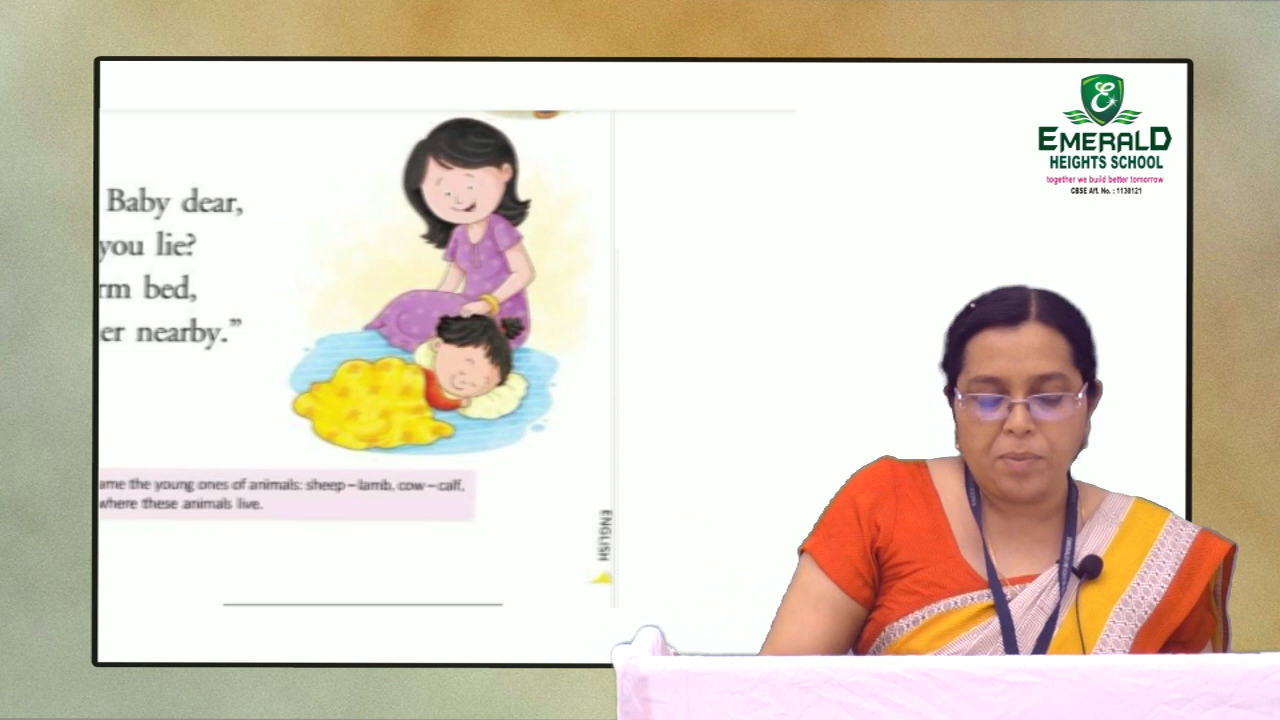 Baby dear,
you lie?
rm bed,
er nearby.”
ame the young ones of animals: sheep–lamb, cow–calf,
where these animals live.
ENGLISH
E
EMERALD
HEIGHTS SCHOOL
together we build better tomorrow
CBSE Aff. No. : 1130121